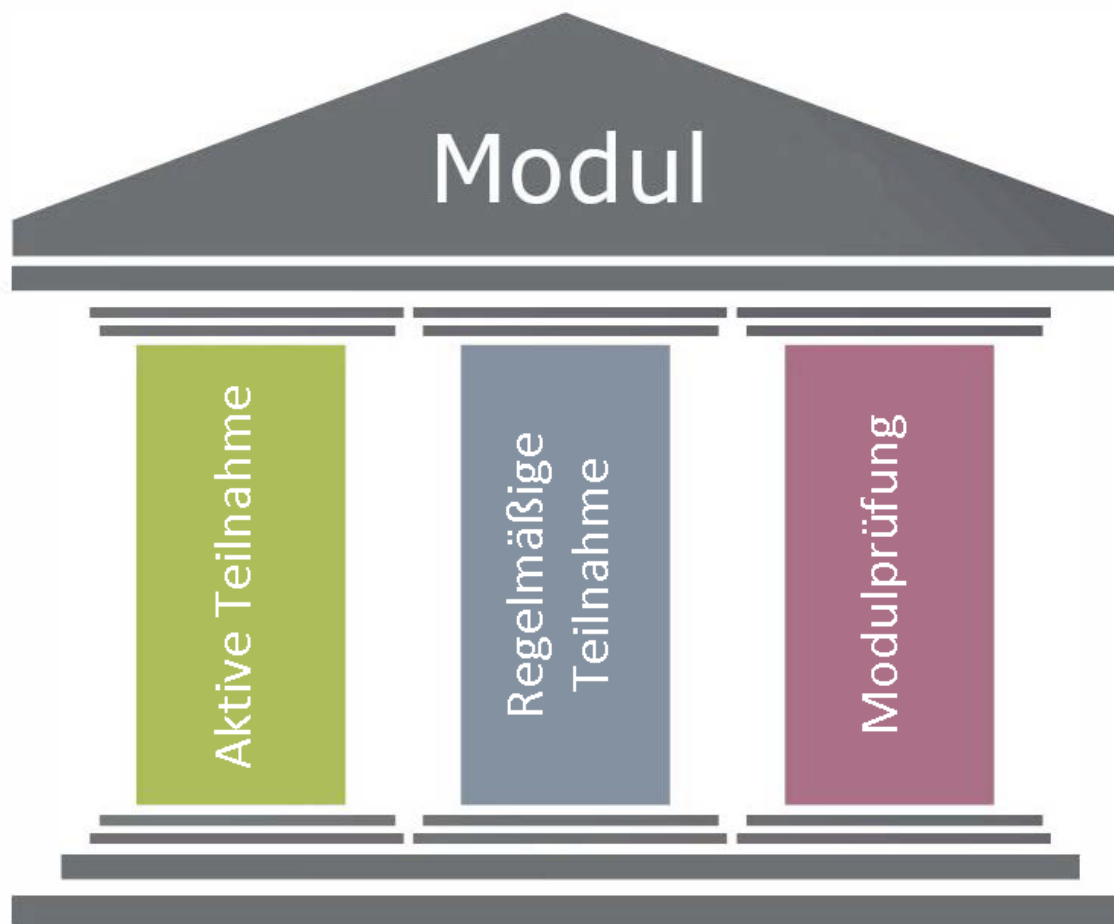 Modul
Aktive Teilnahme
Regelmäßige
Teilnahme
Modulprüfung